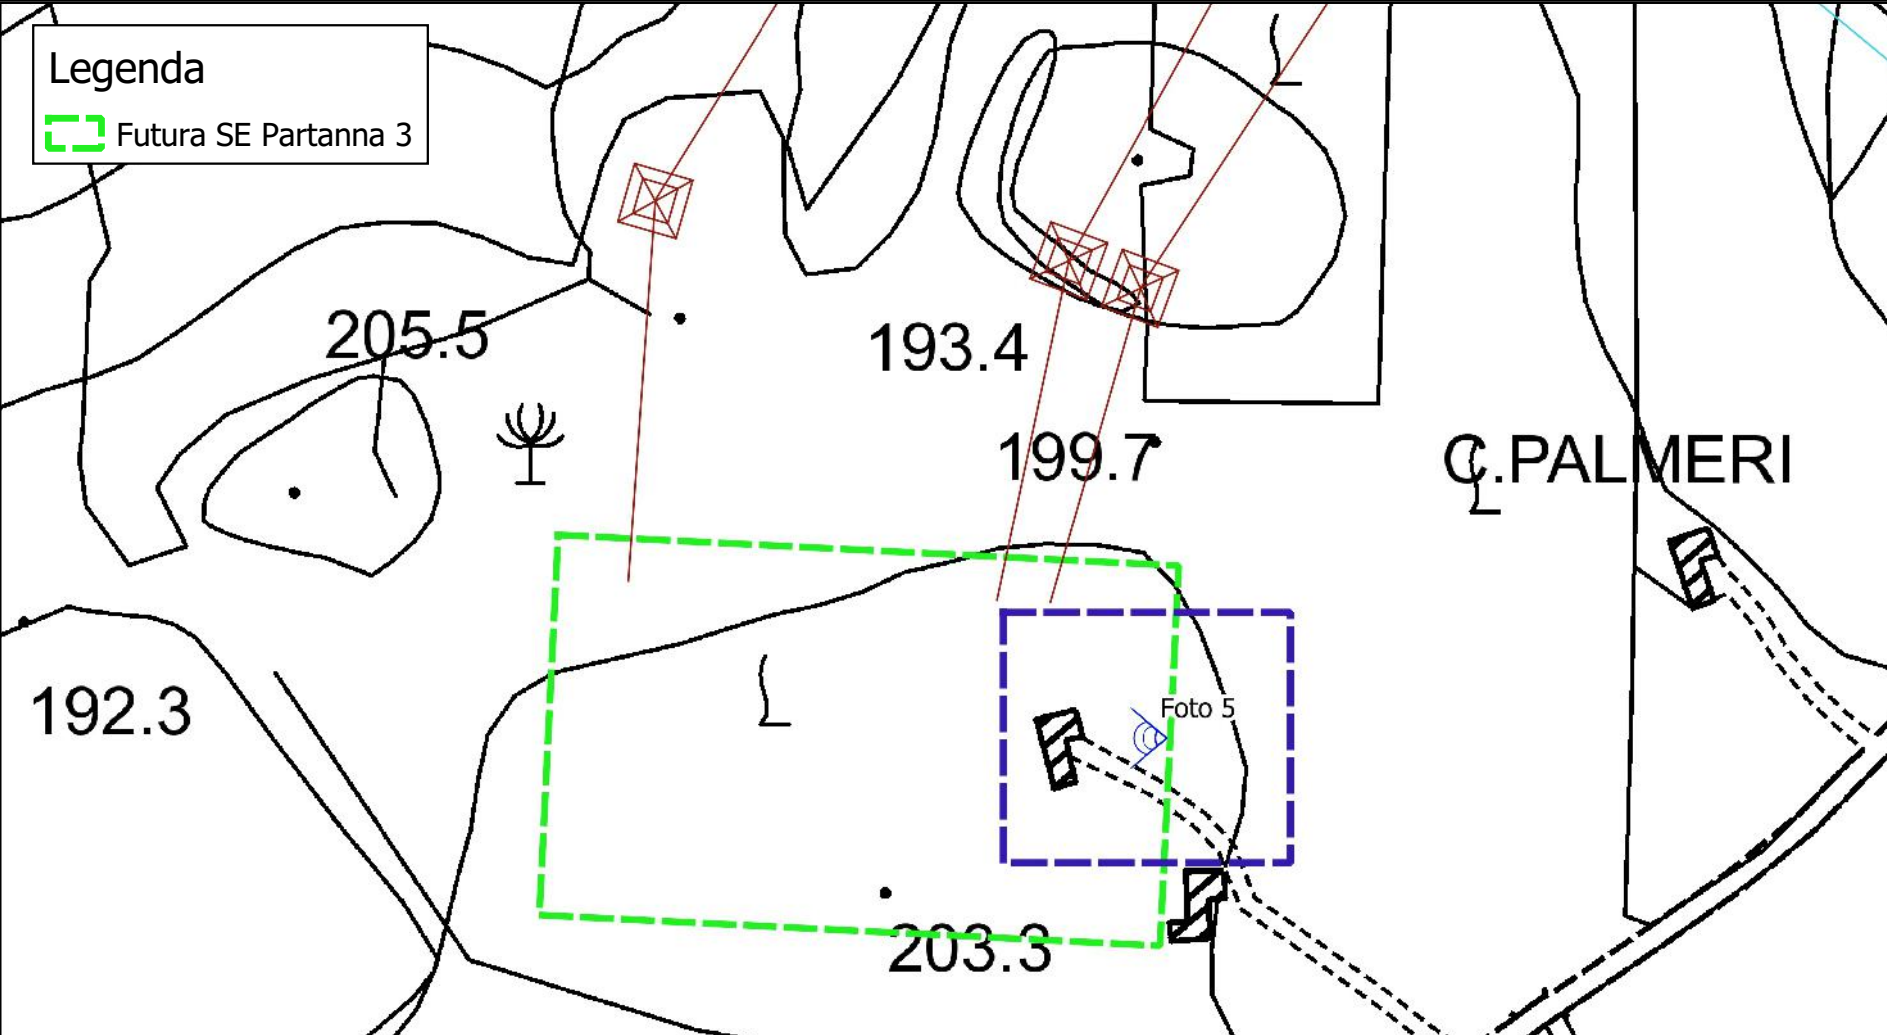 Legenda
Futura SE Partanna 3
205.5
193.4
199.7
C.PALMERI
192.3
Foto 5
203.3